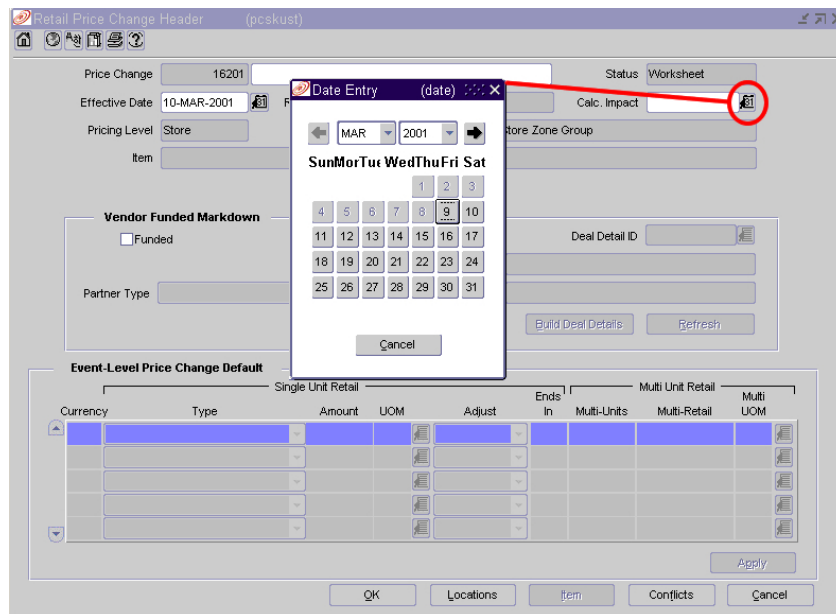 Retail Price Change Header (pcskust)
Price Change 16201 Status Worksheet
Effective Date 10-MAR-2001 R Calc. Impact
Pricing Level Store tore Zone Group
Item
Date Entry (date)
MAR 2001
SunMorTue WedThuFri Sat
1 2 3
4 5 6 7 8 9 10
11 12 13 14 15 16 17
18 19 20 21 22 23 24
25 26 27 28 29 30 31
Cancel
Vendor Funded Markdown
Funded Deal Detail ID
Partner Type
Build Deal Details Refresh
Event-Level Price Change Default
Single Unit Retail Multi Unit Retail
Currency Type Amount UOM Adjust Ends In Multi-Units Multi-Retail Multi UOM
Apply
OK Locations Item Conflicts Cancel